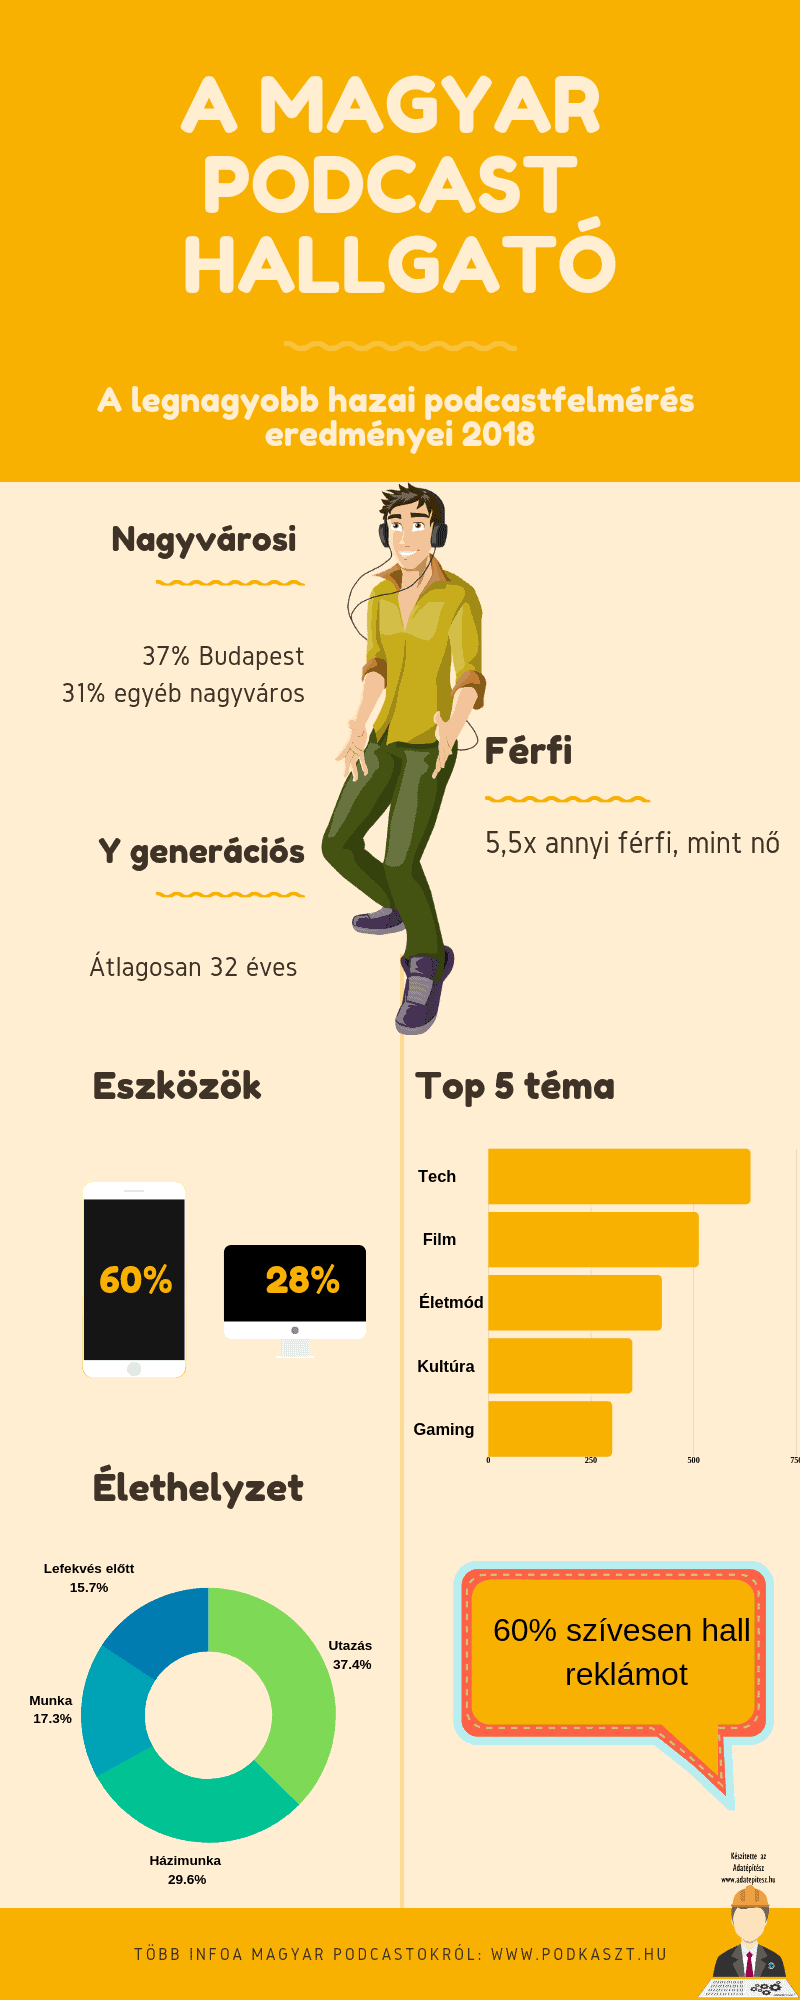 A MAGYAR
PODCAST
HALLGATÓ
A legnagyobb hazai podcastfelmérés
eredményei 2018
Nagyvárosi
37% Budapest
31% egyéb nagyváros
Férfi
5,5x annyi férfi, mint nő
Y generációs
Átlagosan 32 éves
Eszközök
60%
28%
Top 5 téma
Tech
Film
Életmód
Kultúra
Gaming
0 250 500 750
Élethelyzet
Lefekvés előtt
15.7%
Utazás
37.4%
Munka
17.3%
Házimunka
29.6%
60% szívesen hall
reklámot
Készítette az
Adatépítész
www.adatepitesz.hu
TÖBB INFOA MAGYAR PODCASTOKRÓL: WWW.PODKASZT.HU